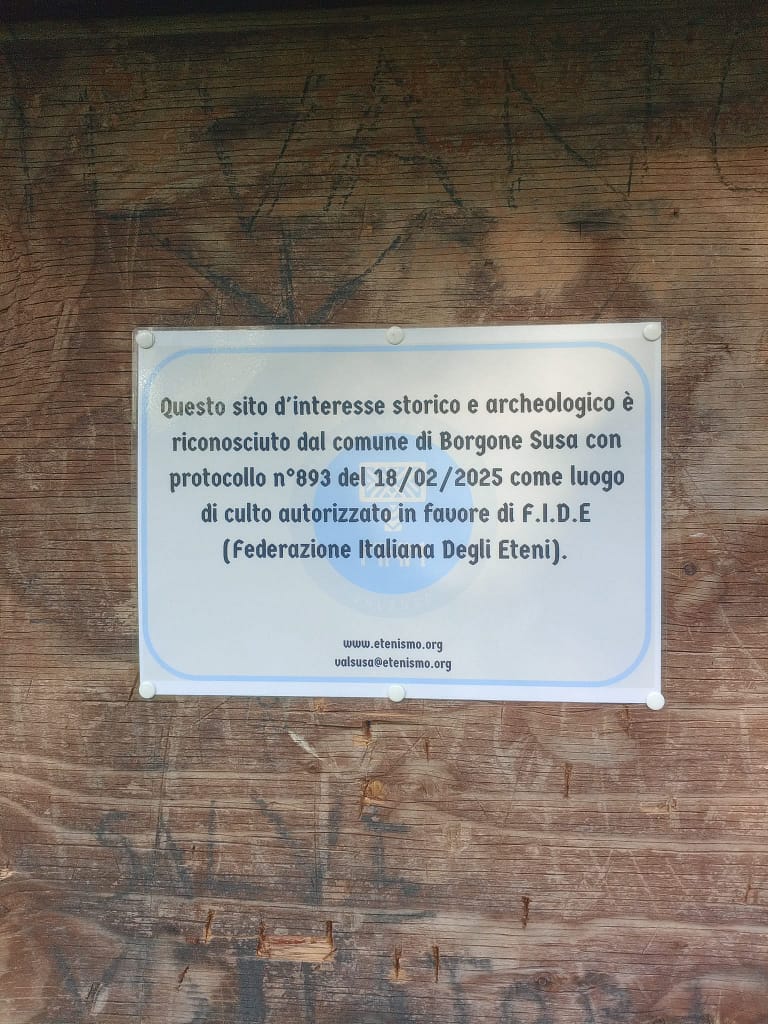 Questo sito d'interesse storico e archeologico è
riconosciuto dal comune di Borgone Susa con
protocollo n°893 del 18/02/2025 come luogo
di culto autorizzato in favore di F.I.D.E
(Federazione Italiana Degli Eteni).
www.etenismo.org
valsusa@etenismo.org